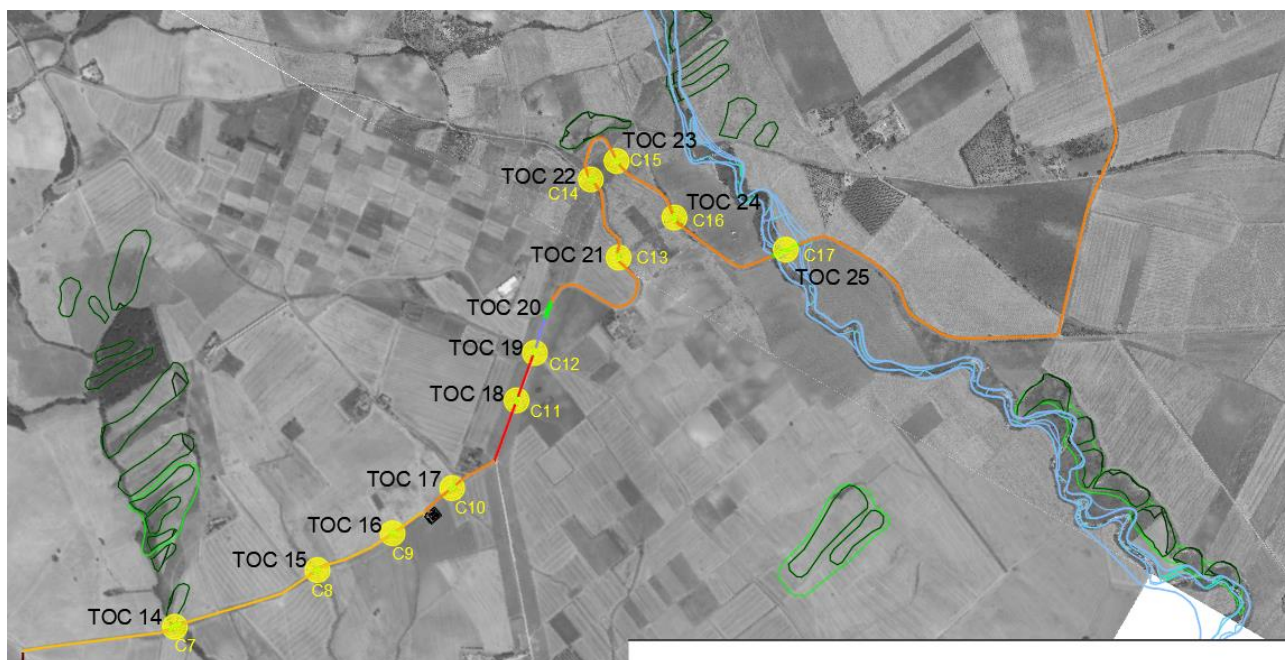 TOC 23
C15
TOC 22
C14
TOC 24
C16
TOC 21
C13
C17
TOC 25
TOC 20
TOC 19
C12
TOC 18
C11
TOC 17
C10
TOC 16
C9
TOC 15
C8
TOC 14
C7